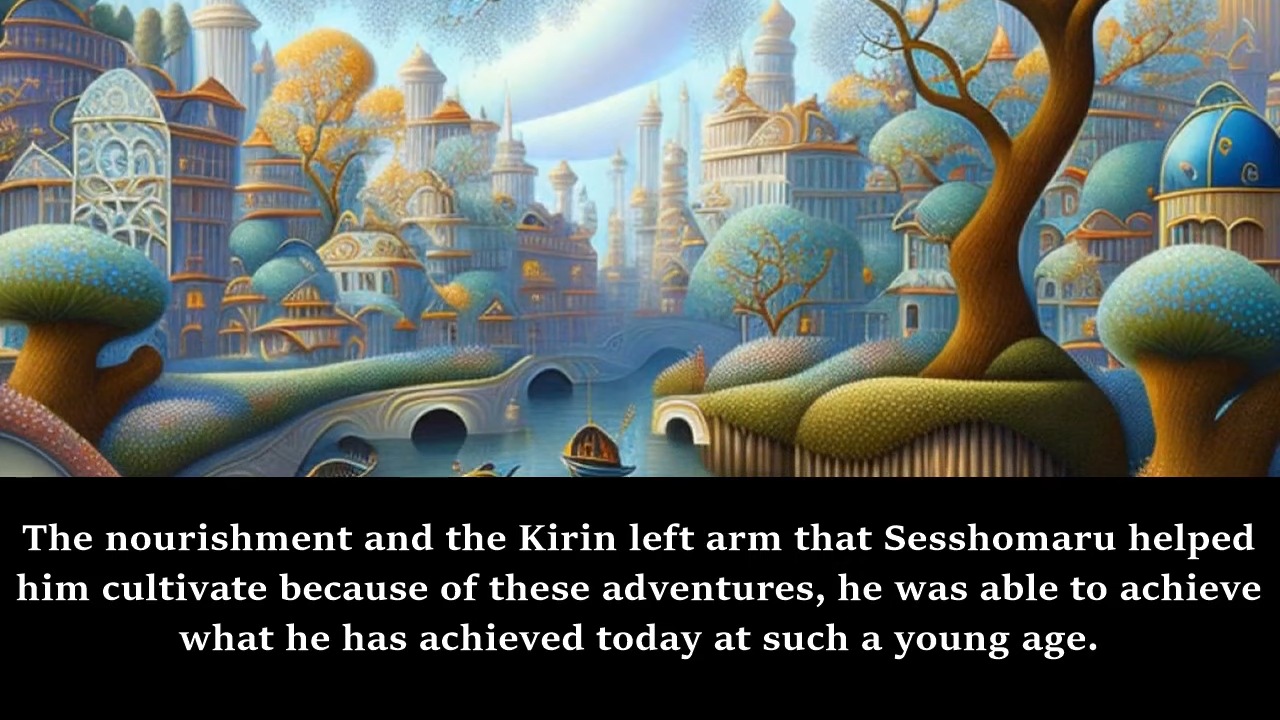 The nourishment and the Kirin left arm that Sesshomaru helped
him cultivate because of these adventures, he was able to achieve
what he has achieved today at such a young age.